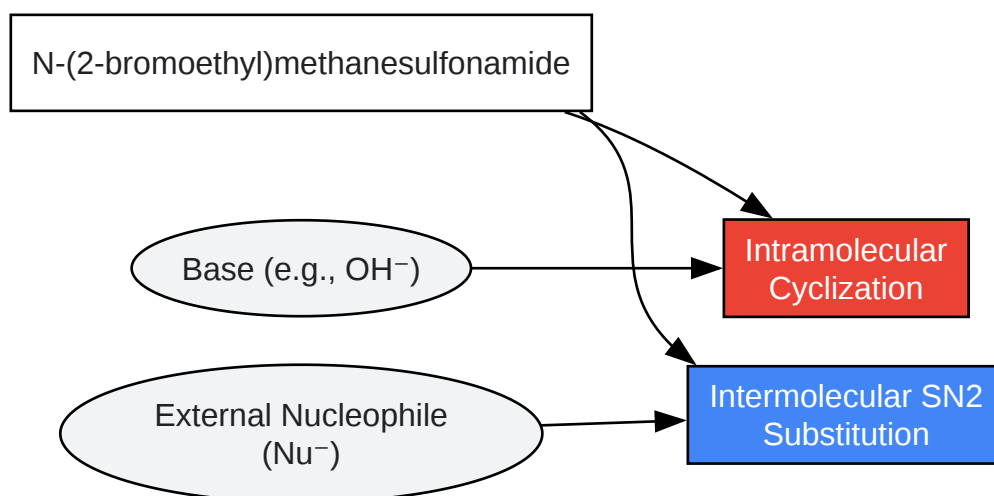 N-(2-bromoethyl)methanesulfonamide
Base (e.g., OH⁻)
Intramolecular
Cyclization
External Nucleophile
(Nu⁻)
Intermolecular SN2
Substitution